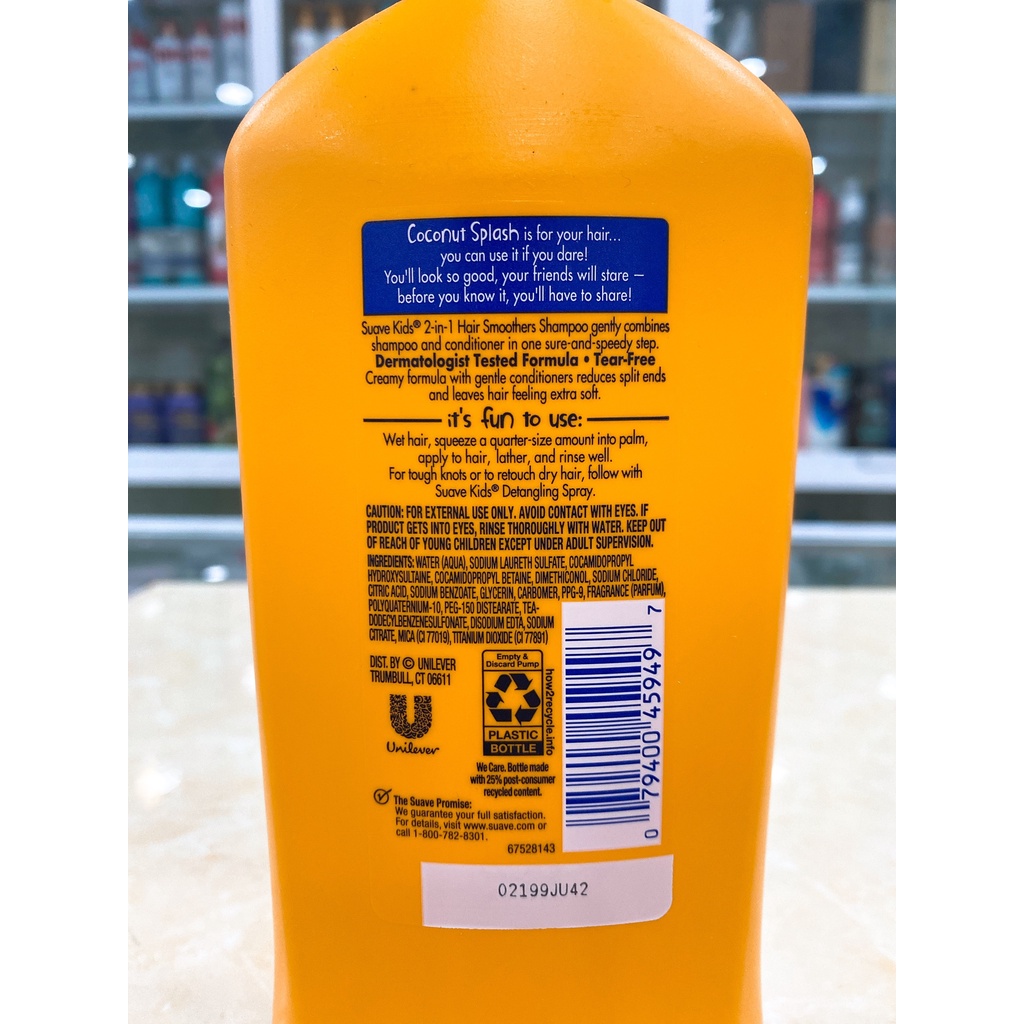 Coconut Splash is for your hair...
you can use it if you dare!
You'll look so good, your friends will stare –
before you know it, you'll have to share!
Suave Kids® 2-in-1 Hair Smoothers Shampoo gently combines
shampoo and conditioner in one sure-and-speedy step.
Dermatologist Tested Formula • Tear-Free
Creamy formula with gentle conditioners reduces split ends
and leaves hair feeling extra soft.
it's fun to use:
Wet hair, squeeze a quarter-size amount into palm,
apply to hair, lather, and rinse well.
For tough knots or to retouch dry hair, follow with
Suave Kids® Detangling Spray.
CAUTION: FOR EXTERNAL USE ONLY. AVOID CONTACT WITH EYES. IF
PRODUCT GETS INTO EYES, RINSE THOROUGHLY WITH WATER. KEEP OUT
OF REACH OF YOUNG CHILDREN EXCEPT UNDER ADULT SUPERVISION.
INGREDIENTS: WATER (AQUA), SODIUM LAURETH SULFATE, COCAMIDOPROPYL
HYDROXYSULTAINE, COCAMIDOPROPYL BETAINE, DIMETHICONOL, SODIUM CHLORIDE,
CITRIC ACID, SODIUM BENZOATE, GLYCERIN, CARBOMER, PPG-9, FRAGRANCE (PARFUM),
POLYQUATERNIUM-10, PEG-150 DISTEARATE, TEA-
DODECYLBENZENESULFONATE, DISODIUM EDTA, SODIUM
CITRATE, MICA (CI 77019), TITANIUM DIOXIDE (CI 77891)
DIST. BY © UNILEVER
TRUMBULL, CT 06611
Unilever
Empty &
Discard Pump
PLASTIC
BOTTLE
how2recycle.info
We Care. Bottle made
with 25% post-consumer
recycled content.
The Suave Promise:
We guarantee your full satisfaction.
For details, visit www.suave.com or
call 1-800-782-8301.
67528143
0 79400 45949 7
02199JU42